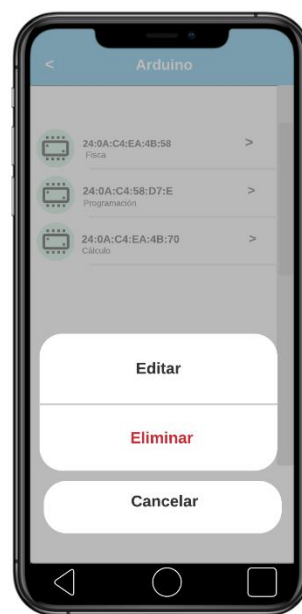 < Arduino
24:0A:C4:EA:4B:58 >
Fisca
24:0A:C4:58:D7:E >
Programación
24:0A:C4:EA:4B:70 >
Cálculo
Editar
Eliminar
Cancelar